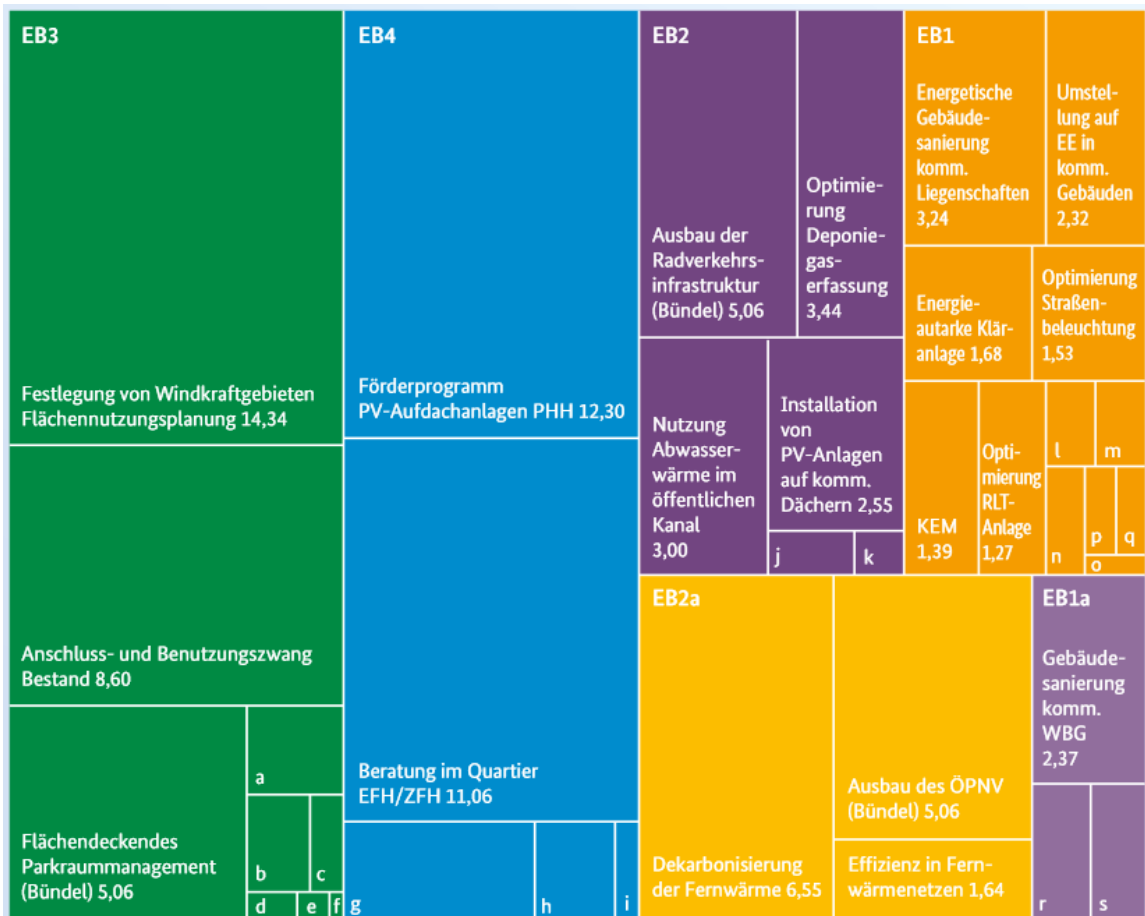 EB3
Festlegung von Windkraftgebieten
Flächennutzungsplanung 14,34
Anschluss- und Benutzungszwang
Bestand 8,60
Flächendeckendes
Parkraummanagement
(Bündel) 5,06
a
b
c
d
e
f
EB4
Förderprogramm
PV-Aufdachanlagen PHH 12,30
Beratung im Quartier
EFH/ZFH 11,06
g
h
i
EB2
Ausbau der
Radverkehrs-
infrastruktur
(Bündel) 5,06
Optimie-
rung
Deponie-
gas-
erfassung
3,44
Nutzung
Abwasser-
wärme im
öffentlichen
Kanal
3,00
Installation
von
PV-Anlagen
auf komm.
Dächern 2,55
j
k
EB1
Energetische
Gebäude-
sanierung
komm.
Liegenschaften
3,24
Umstel-
lung auf
EE in
komm.
Gebäuden
2,32
Energie-
autarke Klär-
anlage 1,68
Optimierung
Straßen-
beleuchtung
1,53
KEM
1,39
Opti-
mierung
RLT-
Anlage
1,27
l
m
n
p
q
o
EB2a
Dekarbonisierung
der Fernwärme 6,55
Ausbau des ÖPNV
(Bündel) 5,06
Effizienz in Fern-
wärmenetzen 1,64
EB1a
Gebäude-
sanierung
komm.
WBG
2,37
r
s